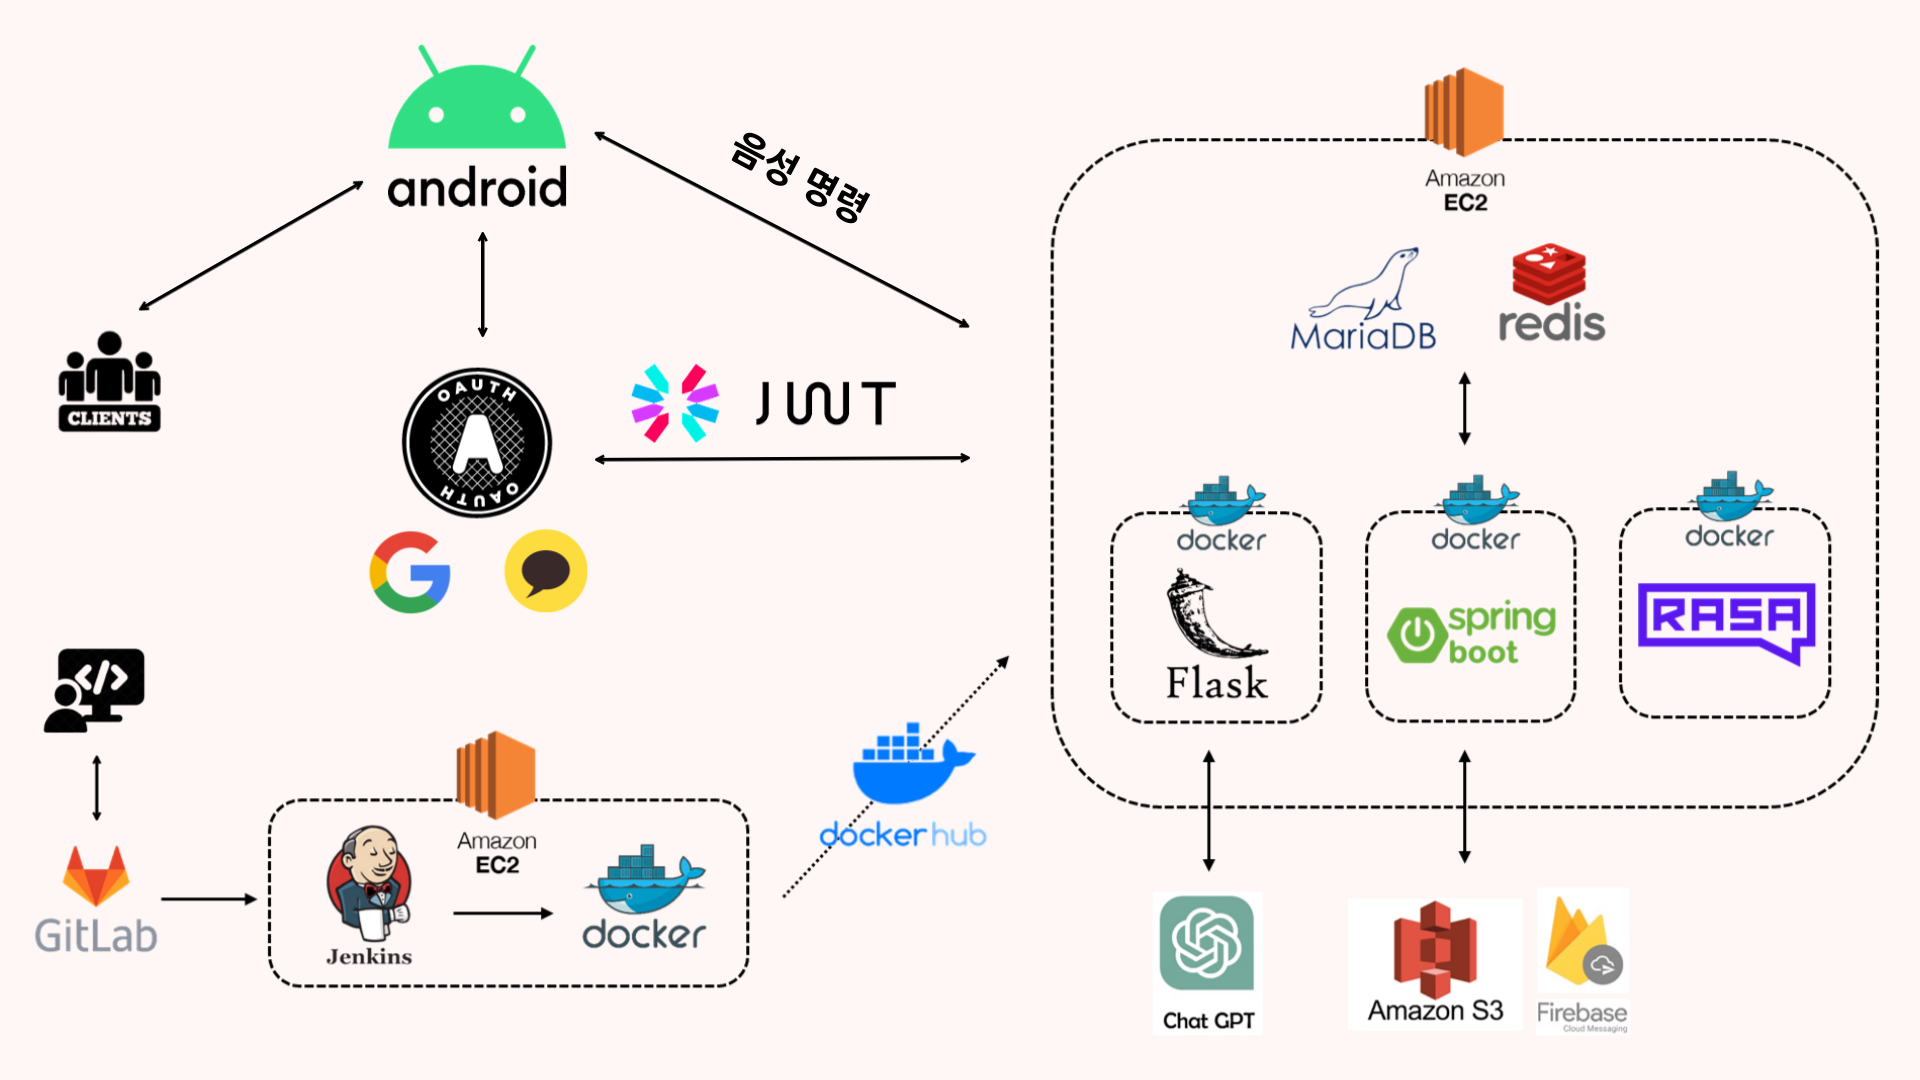 android
음성 명령
CLIENTS
OAUTH
OAUTH
JWT
</>
GitLab
Amazon
EC2
Jenkins
docker
docker hub
Amazon
EC2
MariaDB
redis
docker
Flask
docker
spring
boot
docker
RASA
Chat GPT
Amazon S3
Firebase
Cloud Messaging